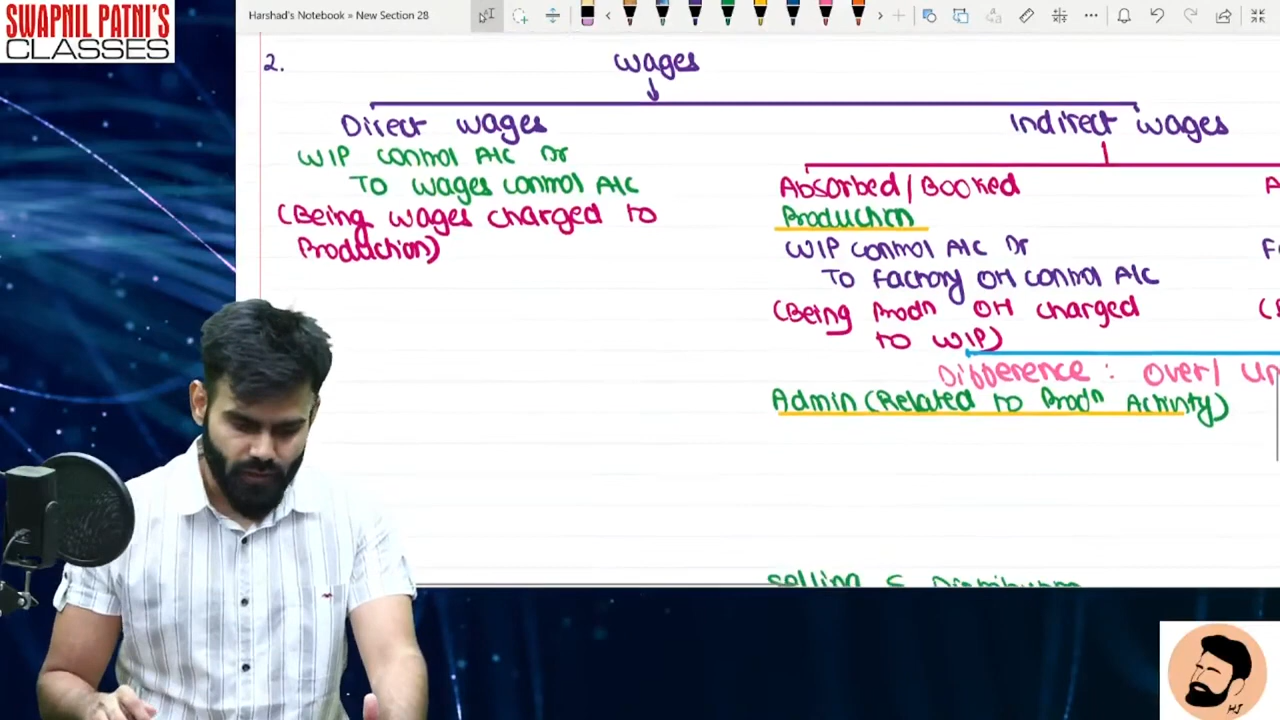 SWAPNIL PATNI'S
CLASSES
Harshad's Notebook » New Section 28
2.
Wages
Direct wages
WIP control A/c Dr
To wages control A/c
(Being wages charged to
Production)
Indirect wages
Absorbed/Booked
Production
WIP control A/c Dr
To Factory OH control A/c
(Being Prodn OH charged
to WIP)
Difference: Over/ Un
Admin (Related to Prodn Activity)
Selling &
A
F
(
HJ